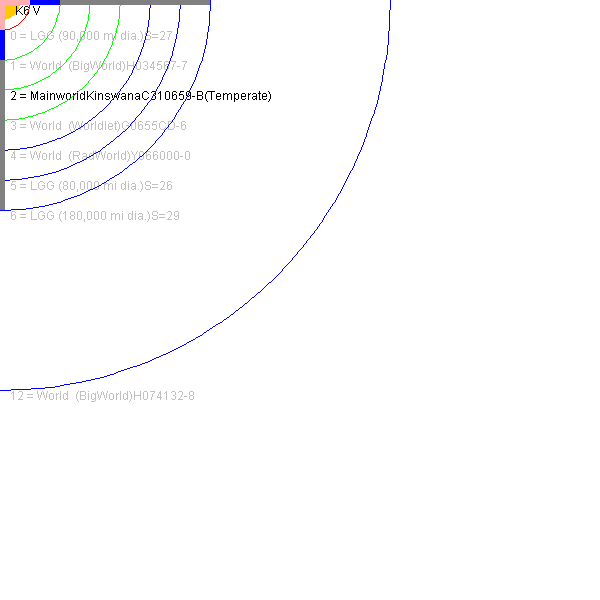 K6 V
0 = LGG (90,000 mi dia.)S=27
1 = World  (BigWorld)H034567-7
2 = MainworldKinswanaC310659-B(Temperate)
3 = World  (Worldlet)G0655CD-6
4 = World  (RadWorld)Y966000-0
5 = LGG (80,000 mi dia.)S=26
6 = LGG (180,000 mi dia.)S=29
12 = World  (BigWorld)H074132-8